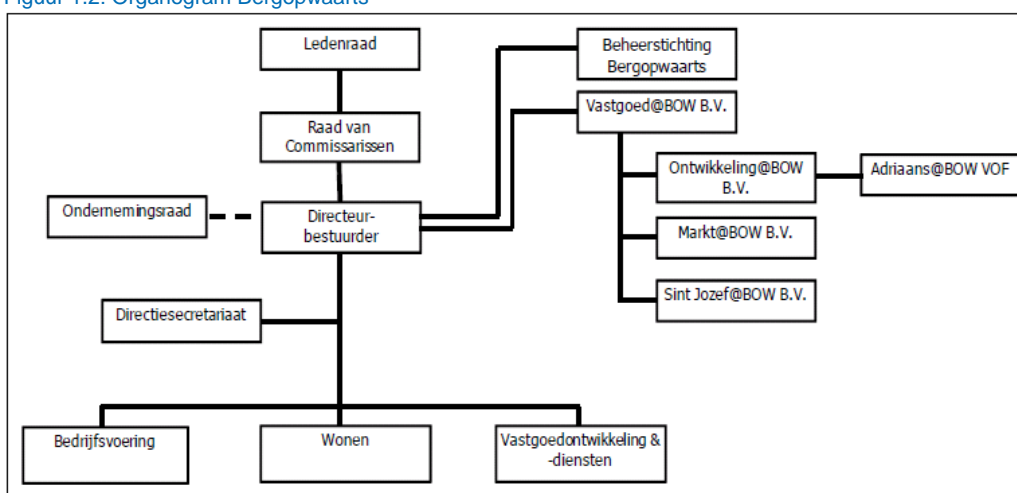 Figuur 1.2: Organogram Bergopwaarts
Ledenraad
Beheerstichting
Bergopwaarts
Vastgoed@BOW B.V.
Raad van
Commissarissen
Ontwikkeling@BOW
B.V.
Adriaans@BOW VOF
Ondernemingsraad
Directeur-
bestuurder
Markt@BOW B.V.
Sint Jozef@BOW B.V.
Directiesecretariaat
Bedrijfsvoering
Wonen
Vastgoedontwikkeling &
-diensten